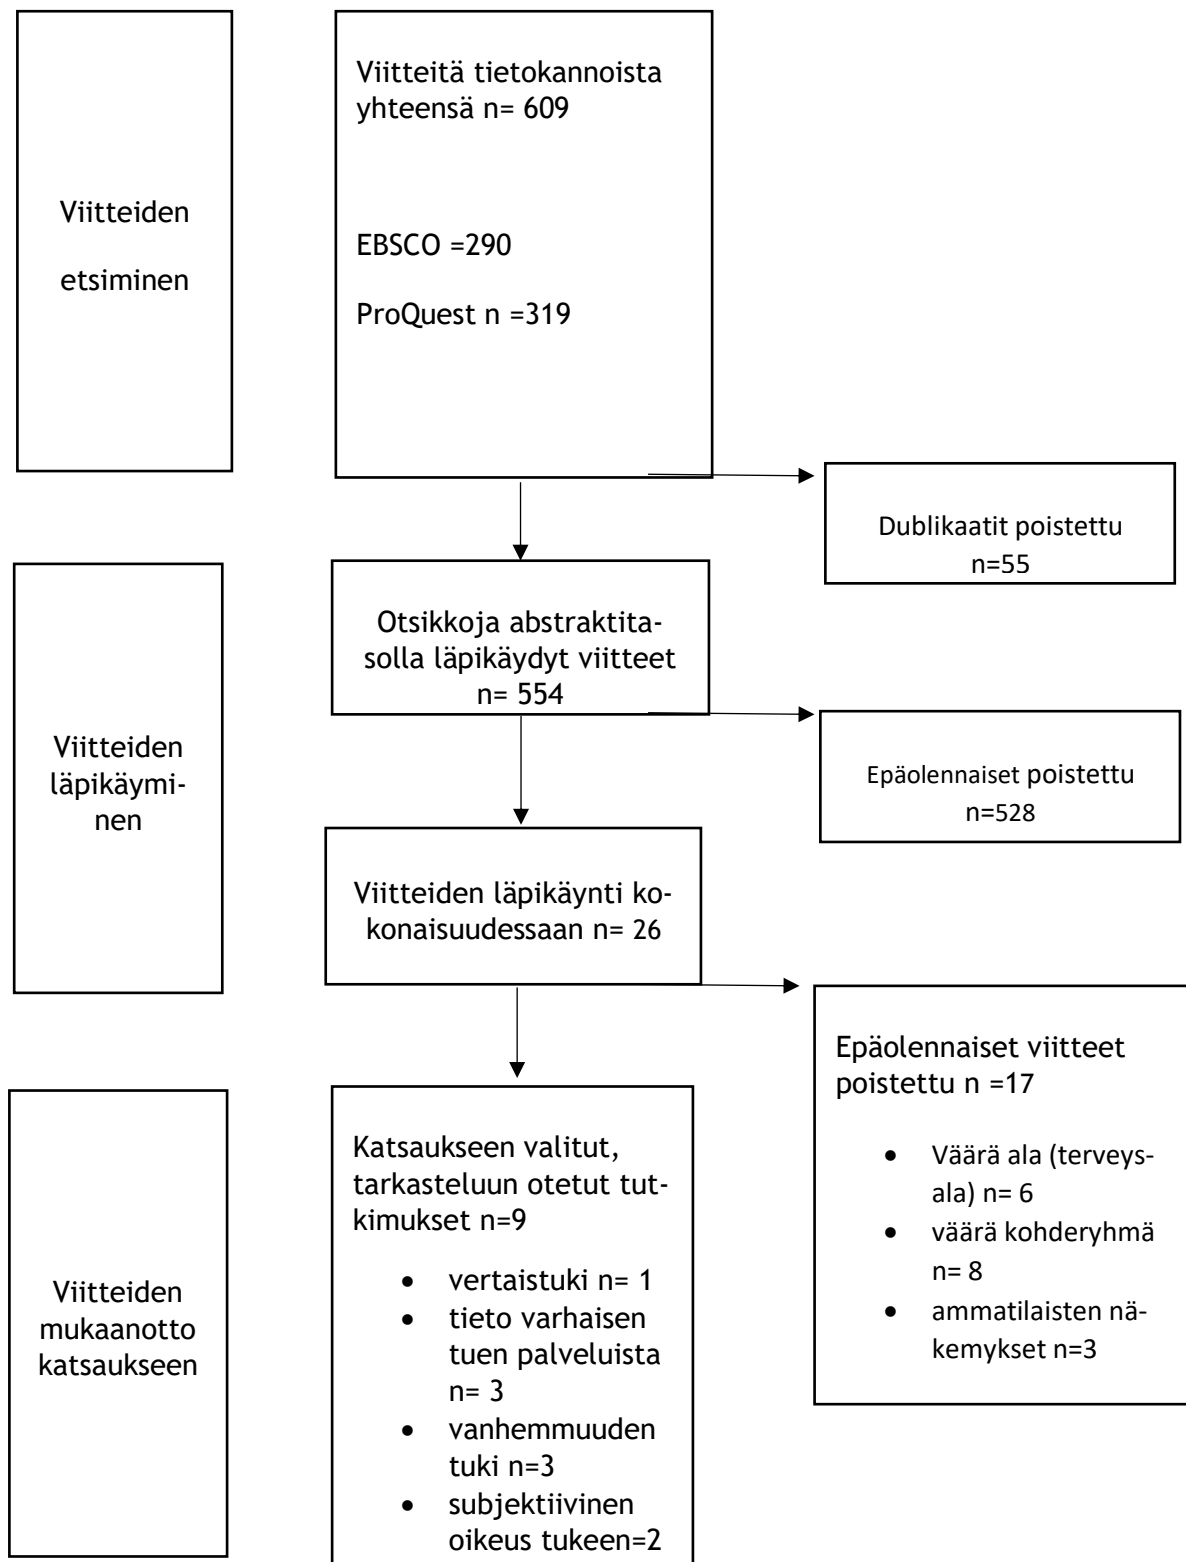 Viitteiden
etsiminen
Viitteitä tietokannoista
yhteensä n= 609
EBSCO =290
ProQuest n =319
Dublikaatit poistettu
n=55
Viitteiden
läpikäymi-
nen
Otsikkoja abstraktita-
solla läpikäydyt viitteet
n= 554
Epäolennaiset poistettu
n=528
Viitteiden läpikäynti ko-
konaisuudessaan n= 26
Epäolennaiset viitteet
poistettu n =17
• Väärä ala (terveys-
ala) n= 6
• väärä kohderyhmä
n= 8
• ammatilaisten nä-
kemykset n=3
Viitteiden
mukaanotto
katsaukseen
Katsaukseen valitut,
tarkasteluun otetut tut-
kimukset n=9
• vertaistuki n= 1
• tieto varhaisen
tuen palveluista
n= 3
• vanhemmuuden
tuki n=3
• subjektiivinen
oikeus tukeen=2